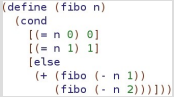 (define (fibo n)
(cond
[(= n 0) 0]
[(= n 1) 1]
[else
(+ (fibo (- n 1))
(fibo (- n 2)))]))